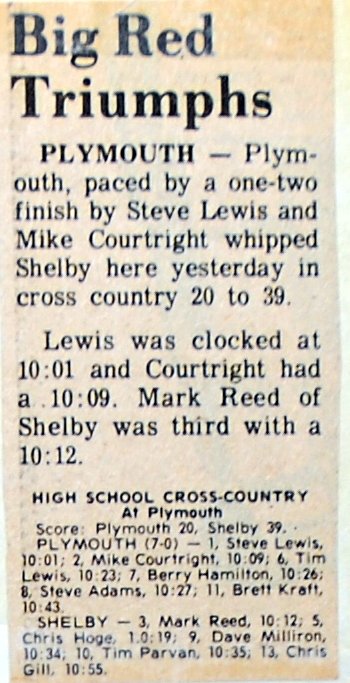 Big Red
Triumphs
PLYMOUTH — Plym-
outh, paced by a one-two
finish by Steve Lewis and
Mike Courtright whipped
Shelby here yesterday in
cross country 20 to 39.
Lewis was clocked at
10:01 and Courtright had
a 10:09. Mark Reed of
Shelby was third with a
10:12.
HIGH SCHOOL CROSS-COUNTRY
At Plymouth
Score: Plymouth 20, Shelby 39.
PLYMOUTH (7-0) — 1, Steve Lewis,
10:01; 2, Mike Courtright, 10:09; 6, Tim
Lewis, 10:23; 7, Berry Hamilton, 10:26;
8, Steve Adams, 10:27; 11, Brett Kraft,
10:43.
SHELBY — 3, Mark Reed, 10:12; 5,
Chris Hoge, 1.0:19; 9, Dave Milliron,
10:34; 10, Tim Parvan, 10:35; 13, Chris
Gill, 10:55.